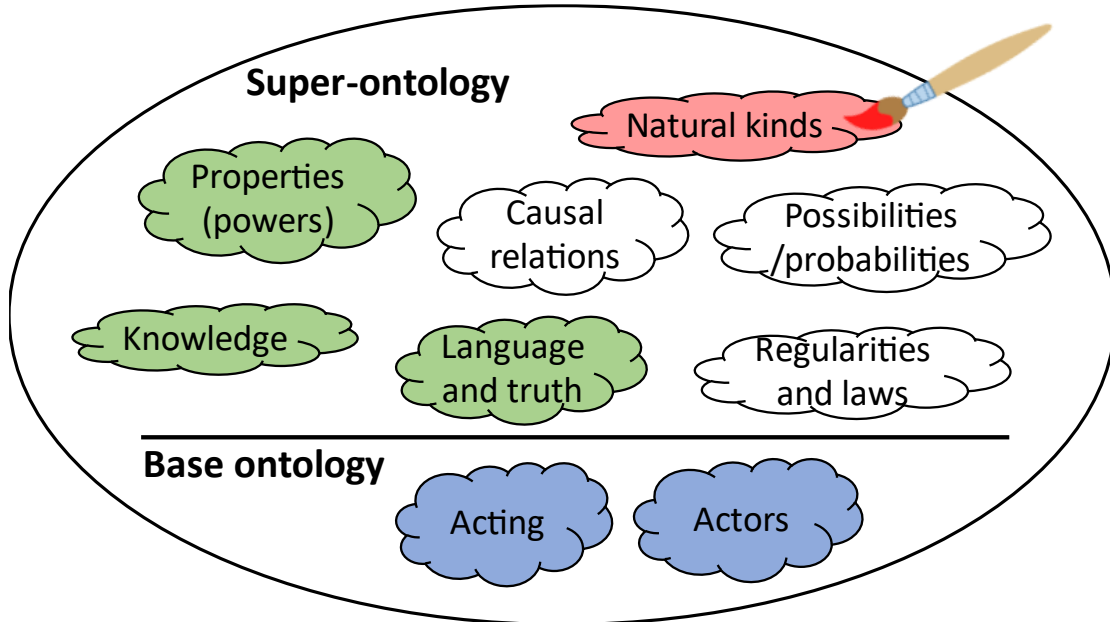 Super-ontology
Natural kinds
Properties
(powers)
Causal
relations
Possibilities
/probabilities
Knowledge
Language
and truth
Regularities
and laws
Base ontology
Acting
Actors